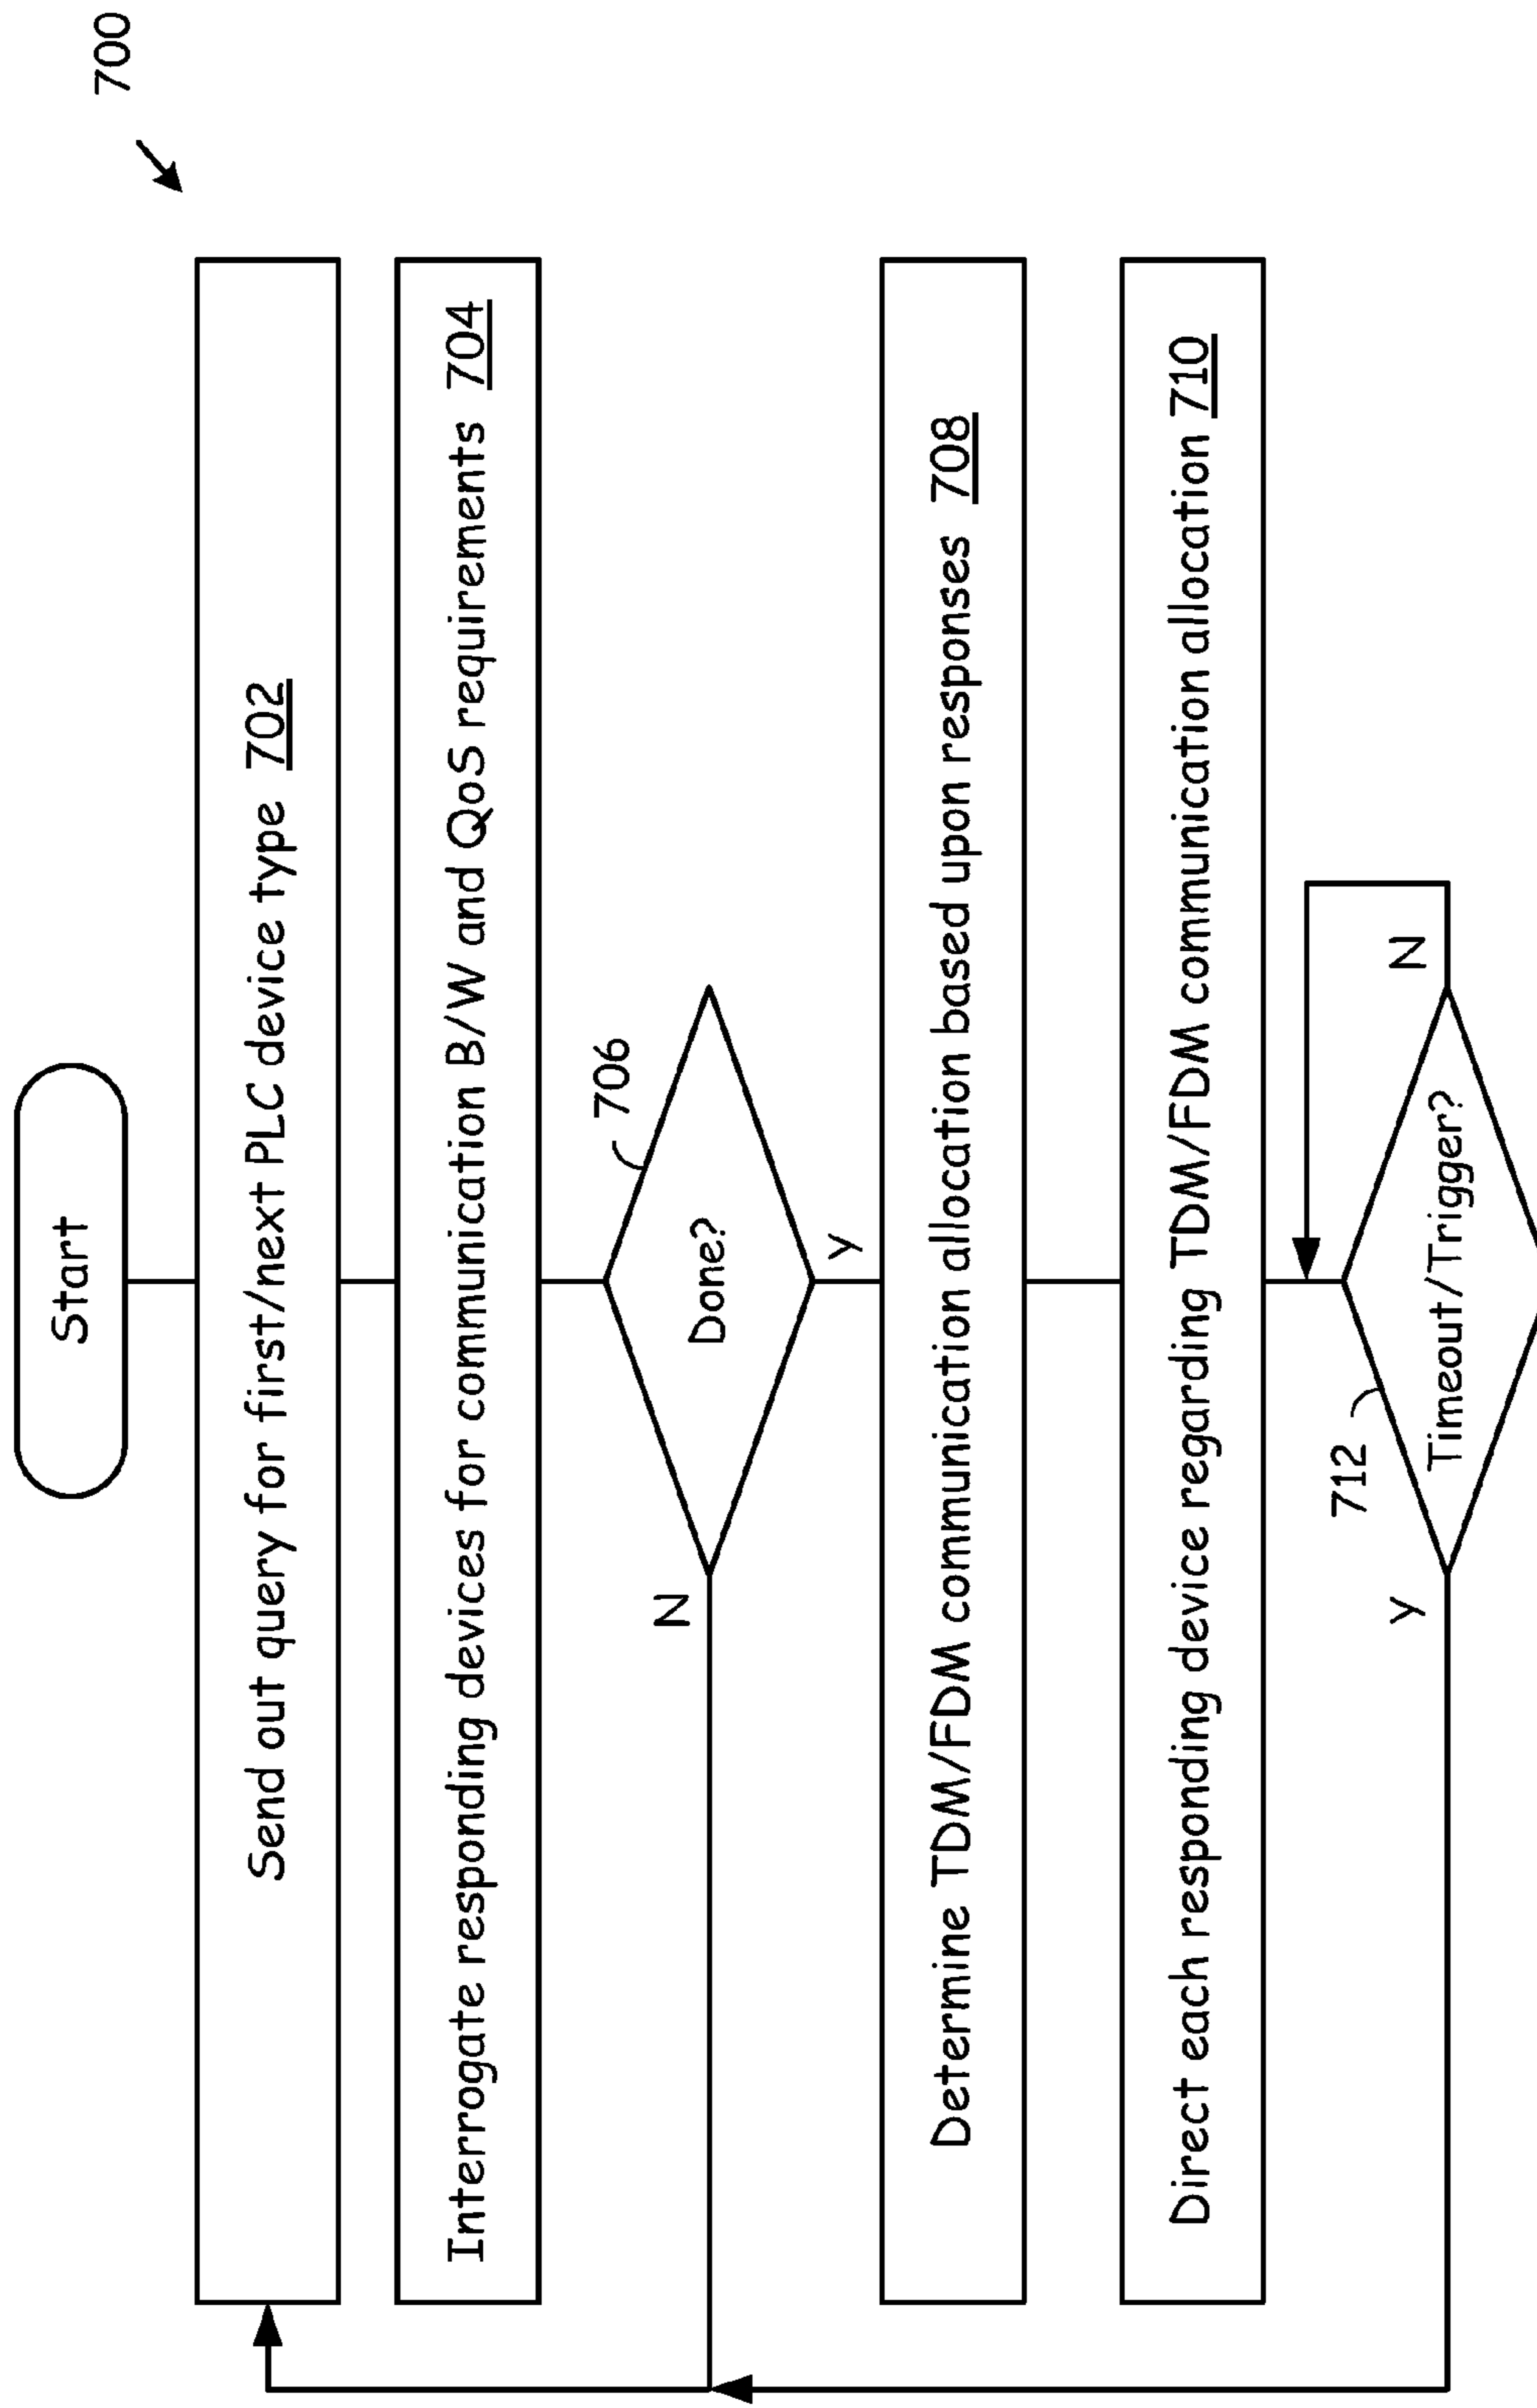 700
Start
Send out query for first/next PLC device type 702
Interrogate responding devices for communication B/W and QoS requirements 704
706
Done?
N
Y
Determine TDM/FDM communication allocation based upon responses 708
Direct each responding device regarding TDM/FDM communication allocation 710
712
Timeout/Trigger?
N
Y